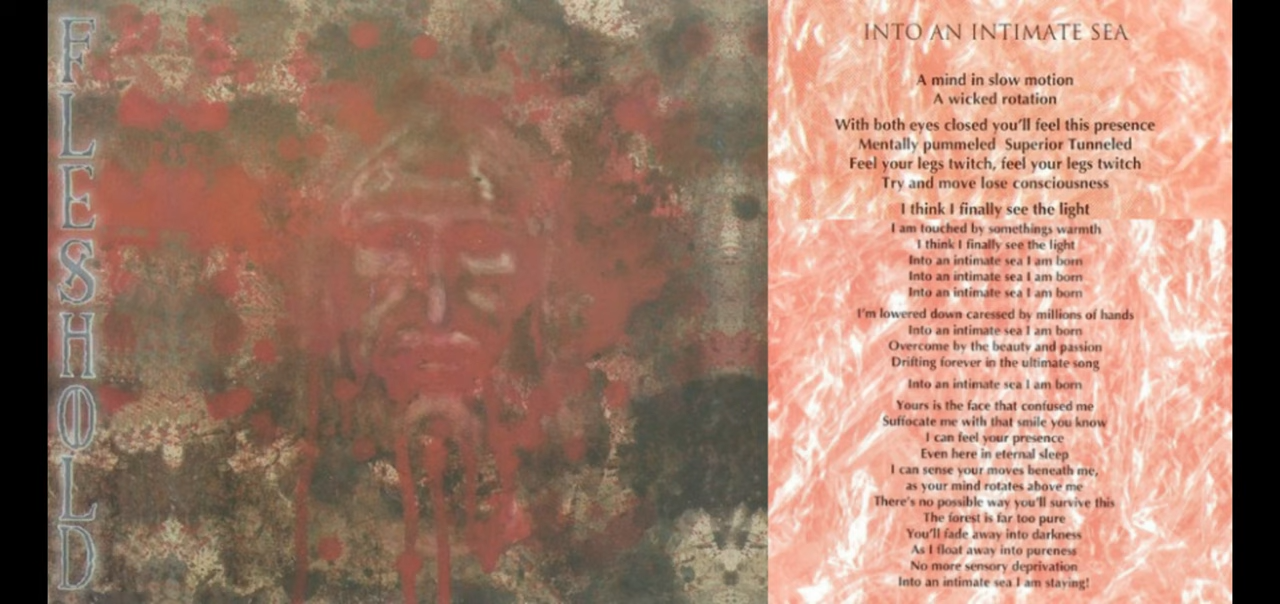 FLESHOLD
INTO AN INTIMATE SEA
A mind in slow motion
A wicked rotation
With both eyes closed you'll feel this presence
Mentally pummeled Superior Tunneled
Feel your legs twitch, feel your legs twitch
Try and move lose consciousness
I think I finally see the light
I am touched by somethings warmth
I think I finally see the light
Into an intimate sea I am born
Into an intimate sea I am born
Into an intimate sea I am born
I'm lowered down caressed by millions of hands
Into an intimate sea I am born
Overcome by the beauty and passion
Drifting forever in the ultimate song
Into an intimate sea I am born
Yours is the face that confused me
Suffocate me with that smile you know
I can feel your presence
Even here in eternal sleep
I can sense your moves beneath me,
as your mind rotates above me
There's no possible way you'll survive this
The forest is far too pure
You'll fade away into darkness
As I float away into pureness
No more sensory deprivation
Into an intimate sea I am staying!